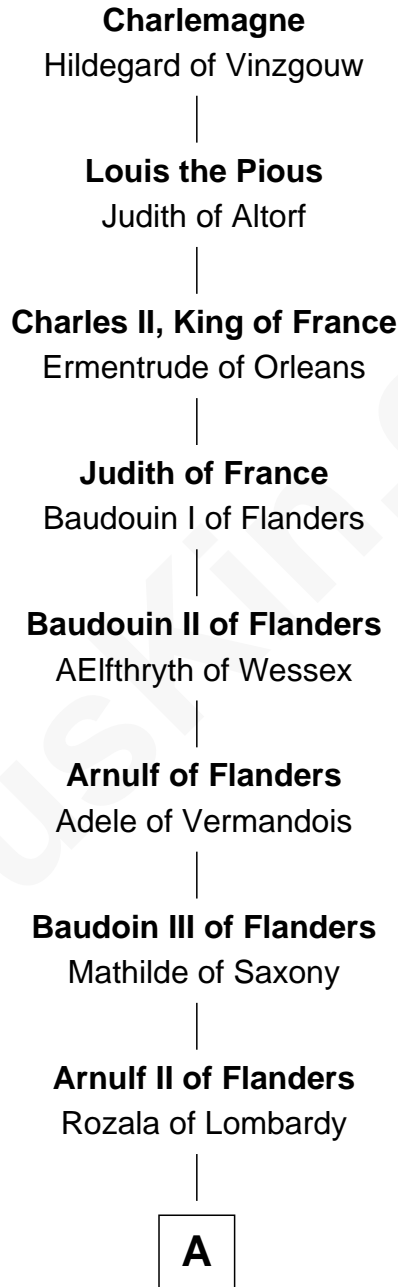 Charlemagne
Hildegard of Vinzgouw
Louis the Pious
Judith of Altorf
Charles II, King of France
Ermentrude of Orleans
Judith of France
Baudouin I of Flanders
Baudouin II of Flanders
AElfthryth of Wessex
Arnulf of Flanders
Adele of Vermandois
Baudoin III of Flanders
Mathilde of Saxony
Arnulf II of Flanders
Rozala of Lombardy
A